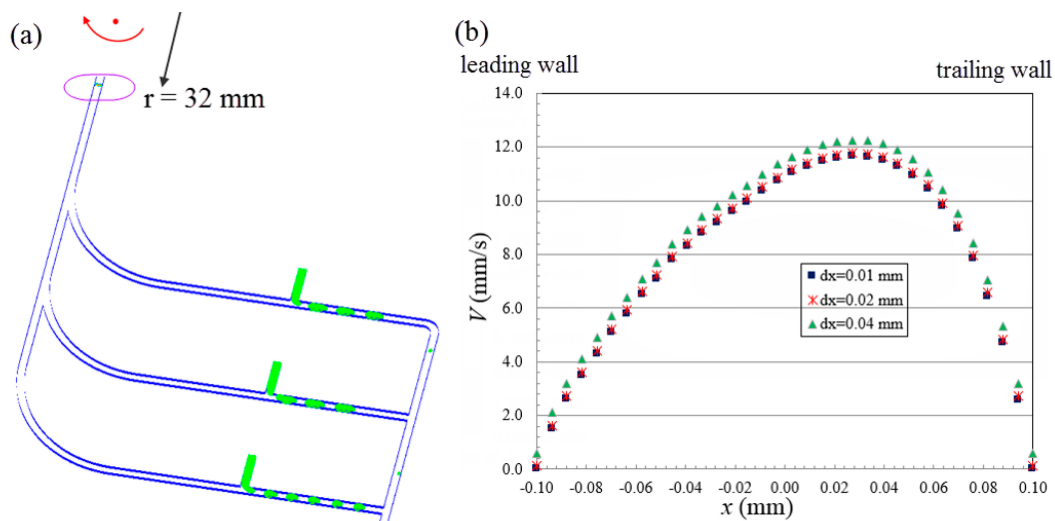 (a)
r = 32 mm
(b)
leading wall
trailing wall
14.0
12.0
10.0
8.0
6.0
4.0
2.0
0.0
V (mm/s)
dx=0.01 mm
dx=0.02 mm
dx=0.04 mm
-0.10 -0.08 -0.06 -0.04 -0.02 0.00 0.02 0.04 0.06 0.08 0.10
x (mm)